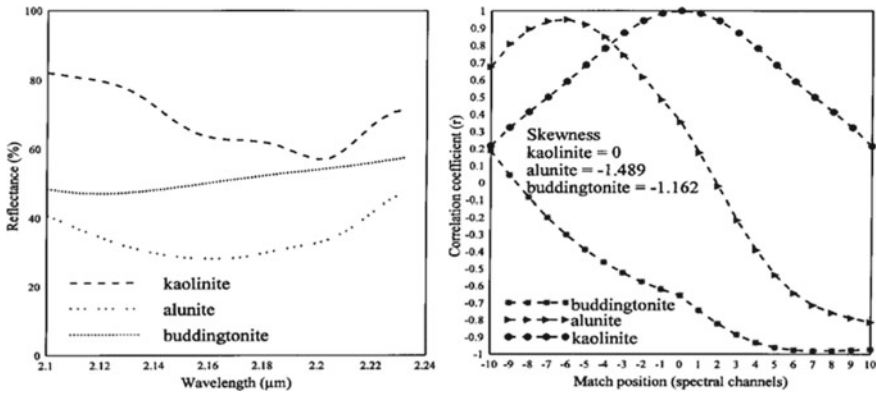 100
80
60
40
20
0
Reflectance (%)
kaolinite
alunite
buddingtonite
2.1 2.12 2.14 2.16 2.18 2.2 2.22 2.24
Wavelength (μm)
1
0.9
0.8
0.7
0.6
0.5
0.4
0.3
0.2
0.1
0
-0.1
-0.2
-0.3
-0.4
-0.5
-0.6
-0.7
-0.8
-0.9
-1
Correlation coefficient (r)
Skewness
kaolinite = 0
alunite = -1.489
buddingtonite = -1.162
buddingtonite
alunite
kaolinite
-10 -9 -8 -7 -6 -5 -4 -3 -2 -1 0 1 2 3 4 5 6 7 8 9 10
Match position (spectral channels)